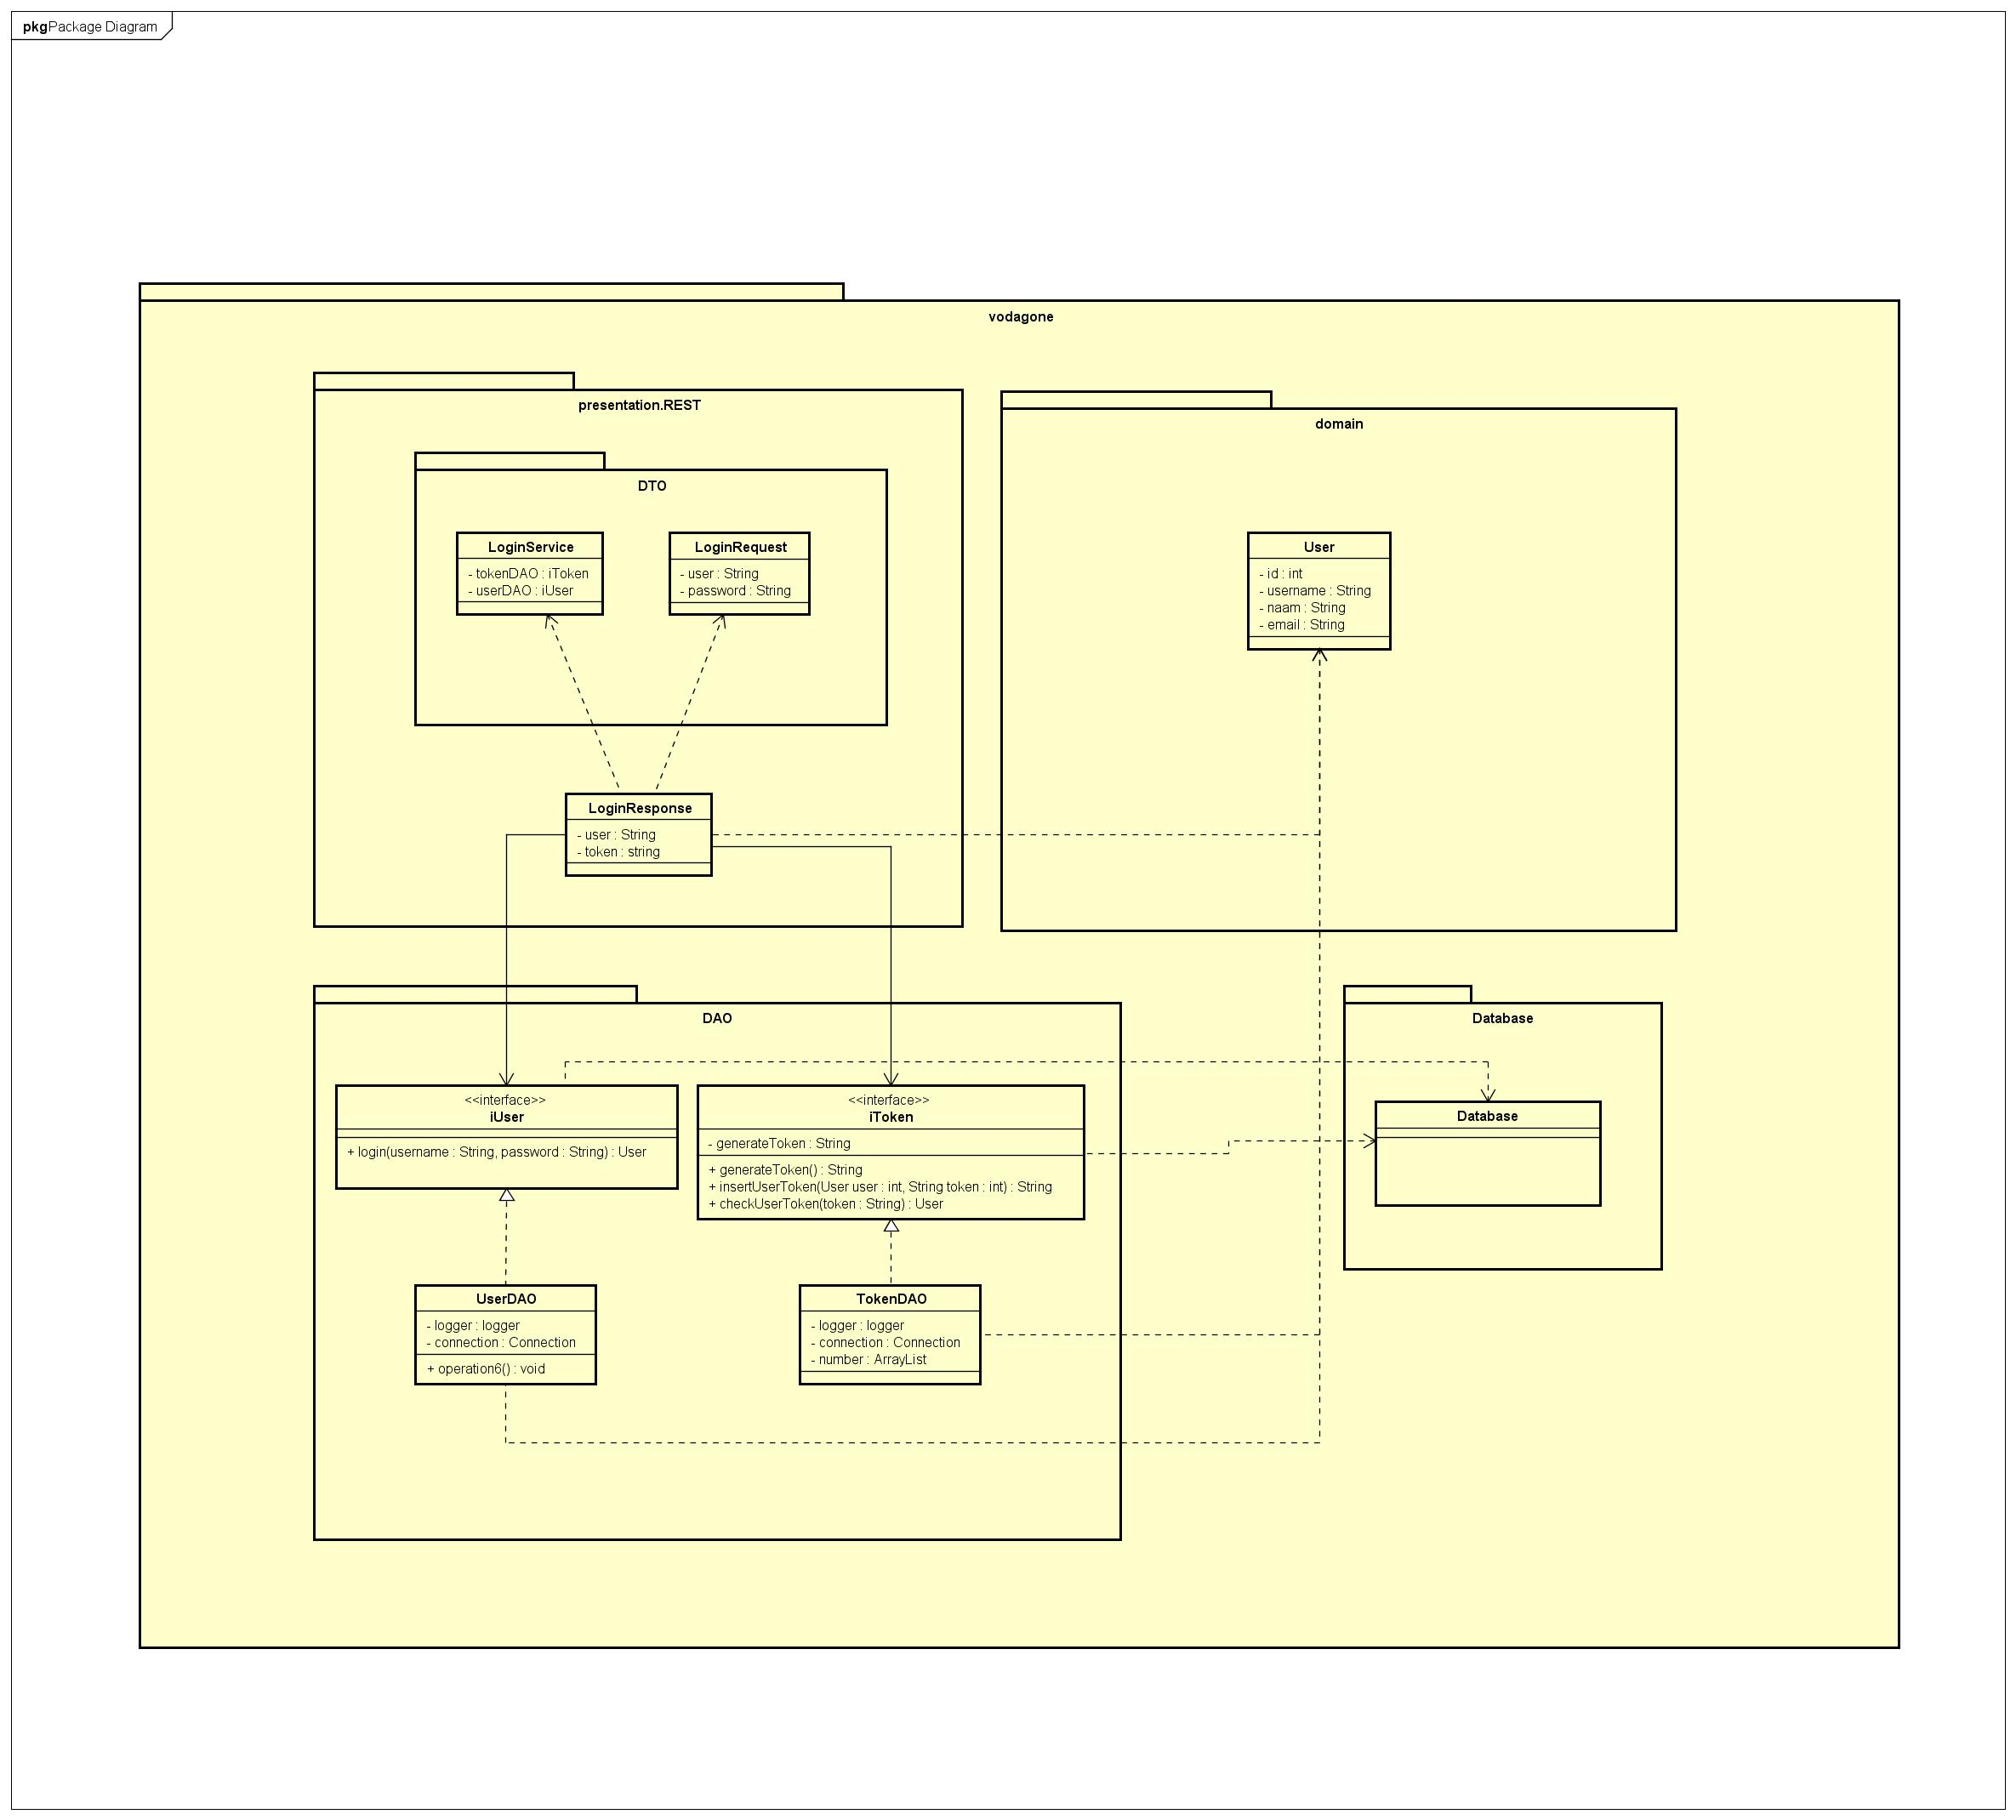 pkgPackage Diagram
vodagone
presentation.REST
DTO
LoginService
- tokenDAO : iToken
- userDAO : iUser
LoginRequest
- user : String
- password : String
LoginResponse
- user : String
- token : string
domain
User
- id : int
- username : String
- naam : String
- email : String
DAO
<<interface>>
iUser
+ login(username : String, password : String) : User
<<interface>>
iToken
- generateToken : String
+ generateToken() : String
+ insertUserToken(User user : int, String token : int) : String
+ checkUserToken(token : String) : User
UserDAO
- logger : logger
- connection : Connection
+ operation6() : void
TokenDAO
- logger : logger
- connection : Connection
- number : ArrayList
Database
Database